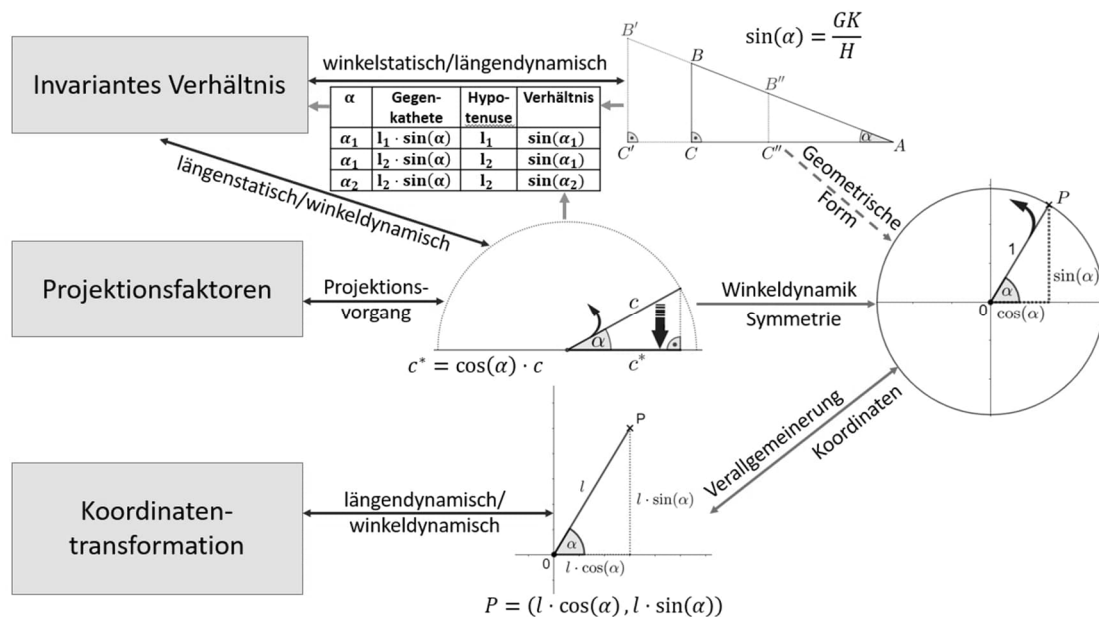 sin(α) = GK/H
B′
B
B″
α
C′
C
C″
A
Invariantes Verhältnis
winkelstatisch/längendynamisch
α | Gegen-kathete | Hypo-tenuse | Verhältnis
α₁ | l₁ · sin(α) | l₁ | sin(α₁)
α₁ | l₂ · sin(α) | l₂ | sin(α₁)
α₂ | l₂ · sin(α) | l₂ | sin(α₂)
längenstatisch/winkeldynamisch
Geometrische
Form
P
1
sin(α)
α
0
cos(α)
Projektionsfaktoren
Projektions-
vorgang
c
α
c*
c* = cos(α) · c
Winkeldynamik
Symmetrie
Verallgemeinerung
Koordinaten
Koordinaten-
transformation
längendynamisch/
winkeldynamisch
P
l
l · sin(α)
α
0
l · cos(α)
P = (l · cos(α) , l · sin(α))